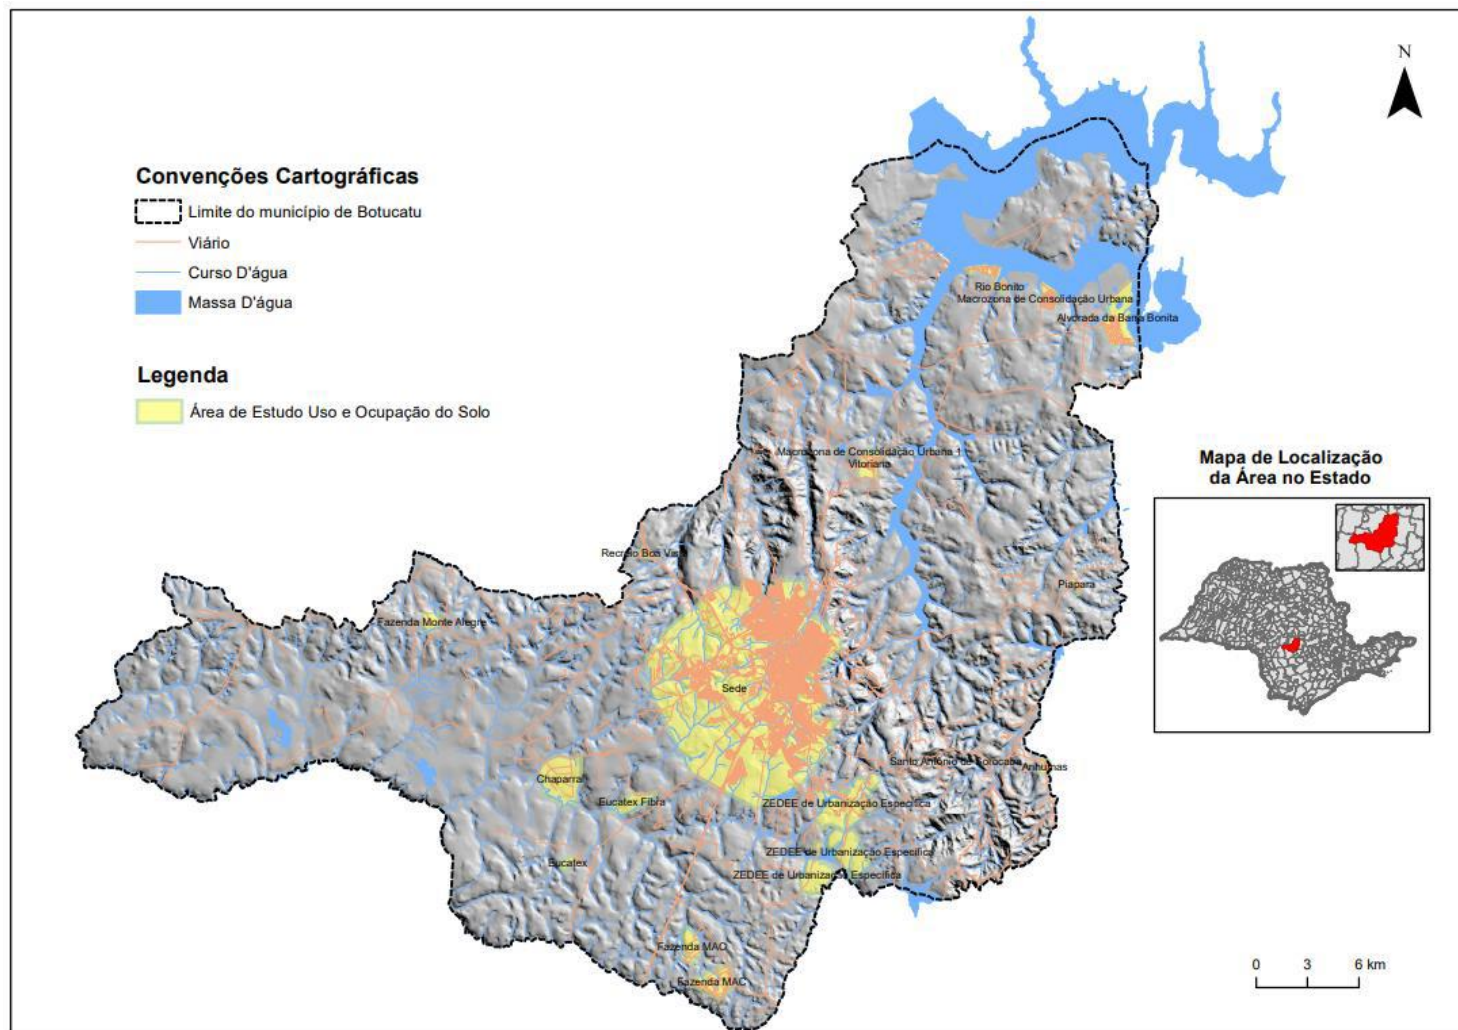 N
Convenções Cartográficas
Limite do município de Botucatu
Viário
Curso D'água
Massa D'água
Legenda
Área de Estudo Uso e Ocupação do Solo
Rio Bonito
Macrozona de Consolidação Urbana
Alvorada da Barra Bonita
Macrozona de Consolidação Urbana 1
Vitoriana
Mapa de Localização
da Área no Estado
Recreio Boa Vista
Piapara
Fazenda Monte Alegre
Sede
Santo Antônio de Sorocaba
Anhumas
Chaparral
Eucatex Fibra
ZEDEE de Urbanização Específica
ZEDEE de Urbanização Específica
Eucatex
ZEDEE de Urbanização Específica
Fazenda MAO
Fazenda MAC
0 3 6 km